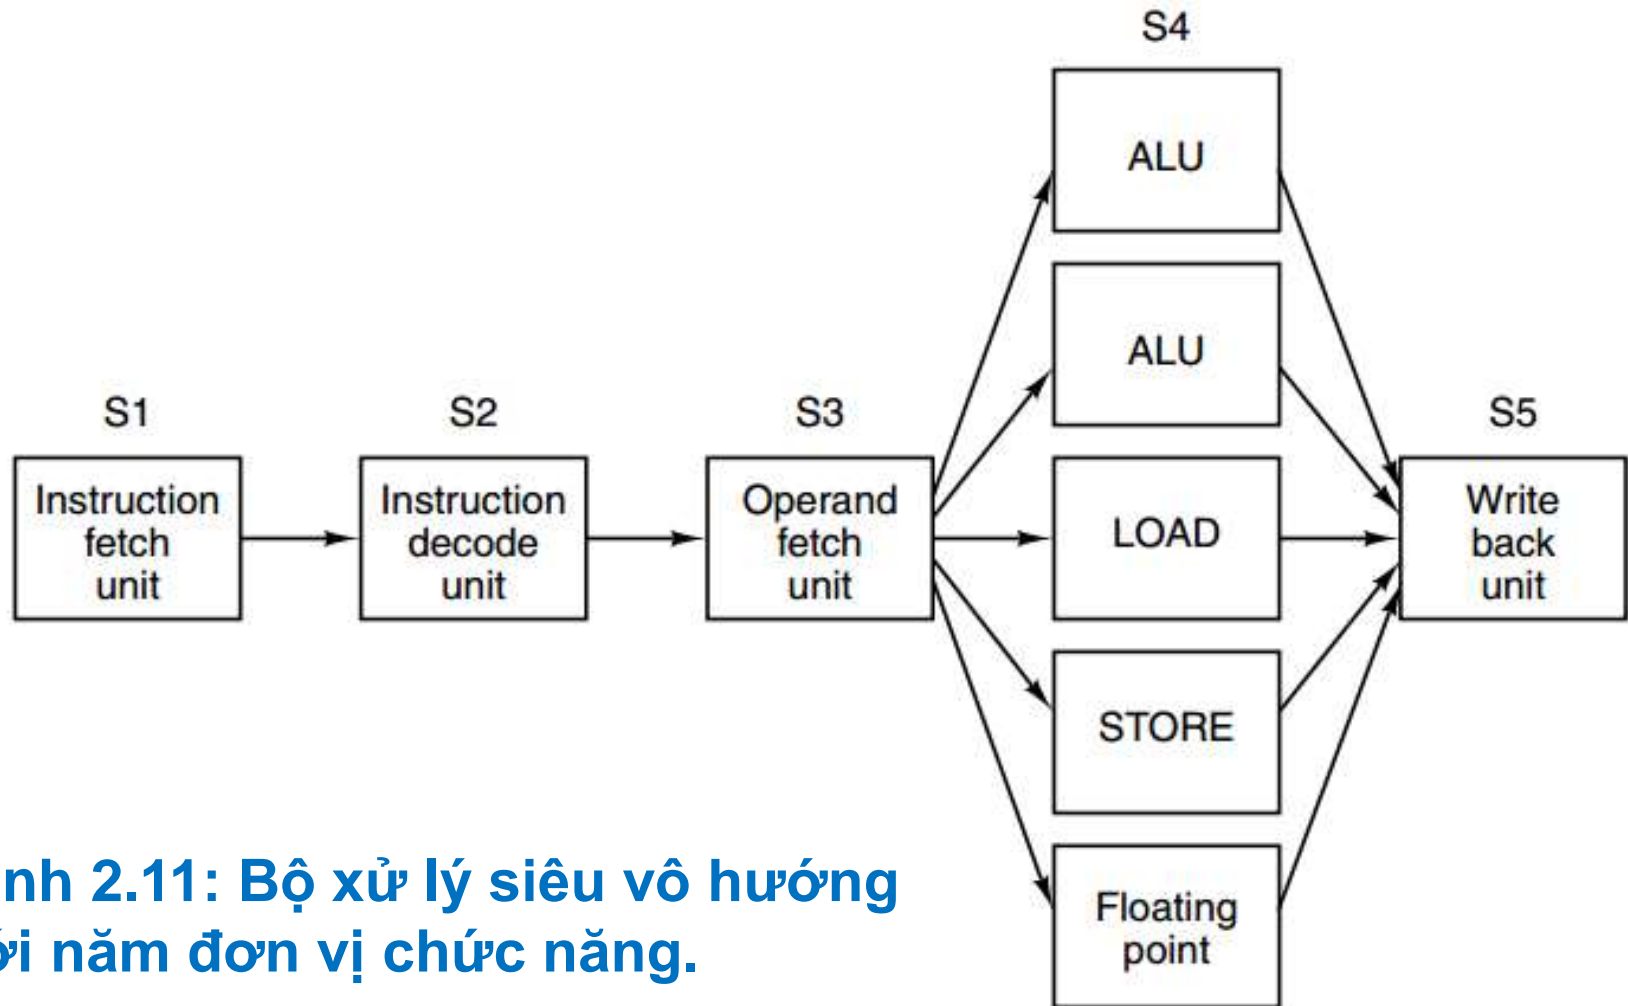 S4
ALU
ALU
S1
S2
S3
S5
Instruction
fetch
unit
Instruction
decode
unit
Operand
fetch
unit
LOAD
Write
back
unit
STORE
Floating
point
nh 2.11: Bộ xử lý siêu vô hướng
ới năm đơn vị chức năng.